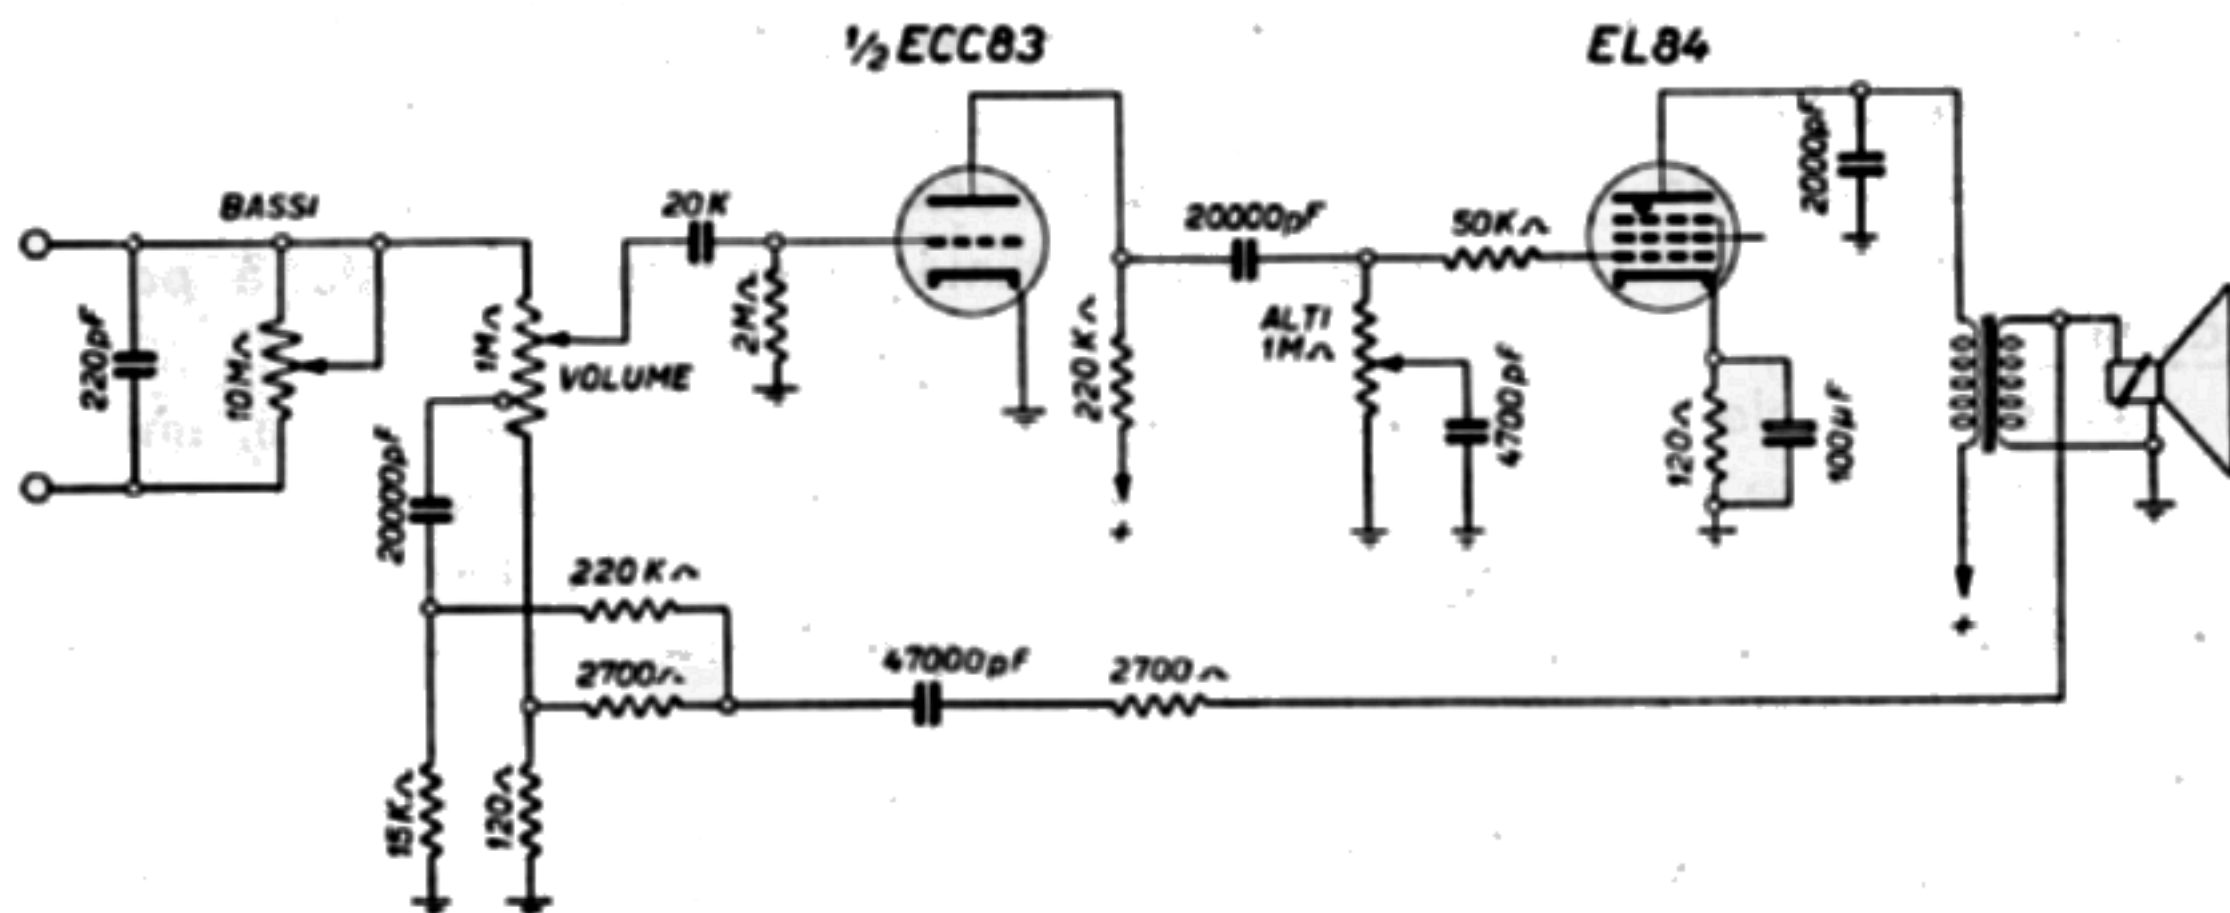 ½ ECC83
EL84
BASSI
20K
20000pF
50KΩ
2000pF
220pF
10MΩ
1MΩ
VOLUME
2MΩ
220KΩ
ALTI
1MΩ
4700pF
120Ω
100µF
20000pF
+
+
220KΩ
2700Ω
47000pF
2700Ω
15KΩ
120Ω